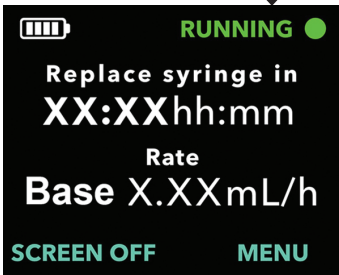 RUNNING
Replace syringe in
XX:XXhh:mm
Rate
Base X.XXmL/h
SCREEN OFF MENU